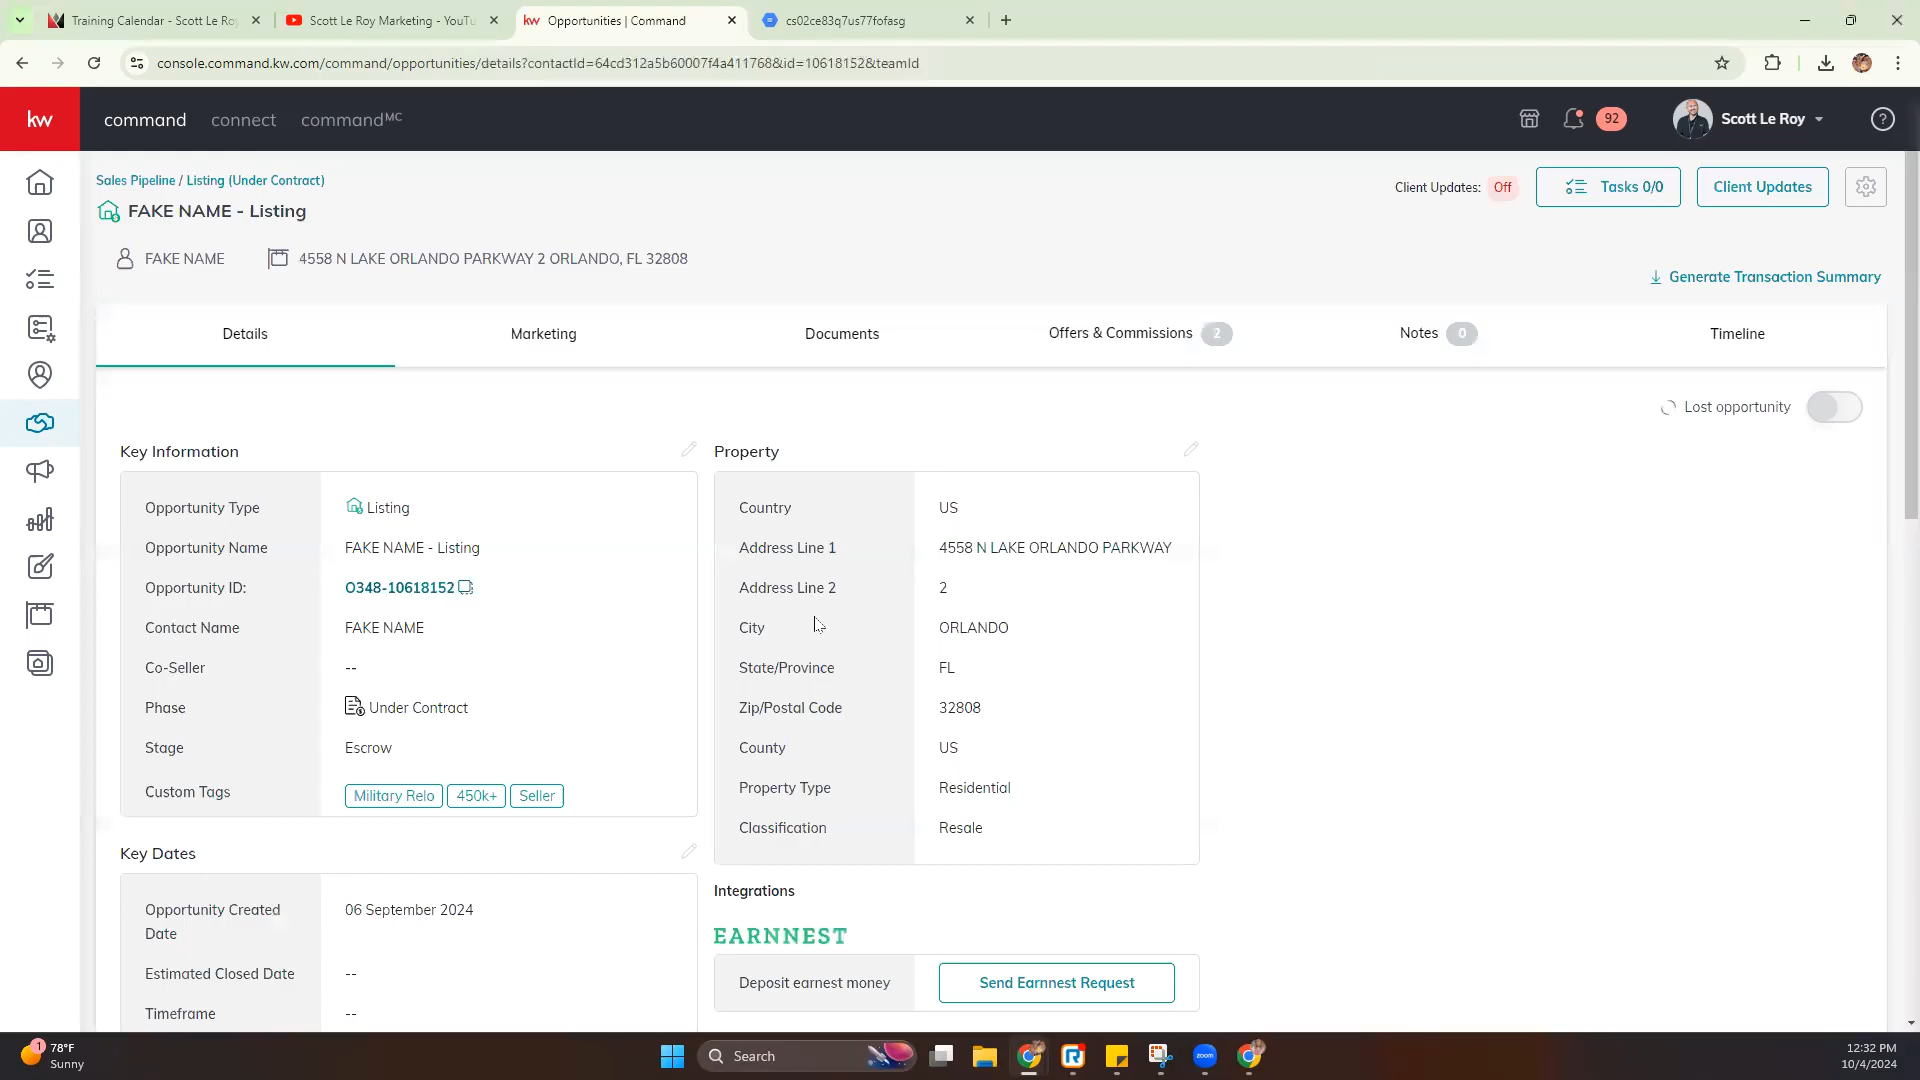 Training Calendar - Scott Le Ro
Scott Le Roy Marketing - YouTu
kw Opportunities | Command
cs02ce83q7us77fofasg
console.command.kw.com/command/opportunities/details?contactId=64cd312a5b60007f4a411768&id=10618152&teamId
kw command connect commandMC
92 Scott Le Roy
Sales Pipeline / Listing (Under Contract)
Client Updates: Off Tasks 0/0 Client Updates
FAKE NAME - Listing
FAKE NAME 4558 N LAKE ORLANDO PARKWAY 2 ORLANDO, FL 32808
Generate Transaction Summary
Details Marketing Documents Offers & Commissions 2 Notes 0 Timeline
Lost opportunity
Key Information
Opportunity Type Listing
Opportunity Name FAKE NAME - Listing
Opportunity ID: O348-10618152
Contact Name FAKE NAME
Co-Seller --
Phase Under Contract
Stage Escrow
Custom Tags Military Relo 450k+ Seller
Key Dates
Opportunity Created 06 September 2024
Date
Estimated Closed Date --
Timeframe --
Property
Country US
Address Line 1 4558 N LAKE ORLANDO PARKWAY
Address Line 2 2
City ORLANDO
State/Province FL
Zip/Postal Code 32808
County US
Property Type Residential
Classification Resale
Integrations
EARNNEST
Deposit earnest money Send Earnnest Request
1 78°F
Sunny
Search
zoom
12:32 PM
10/4/2024